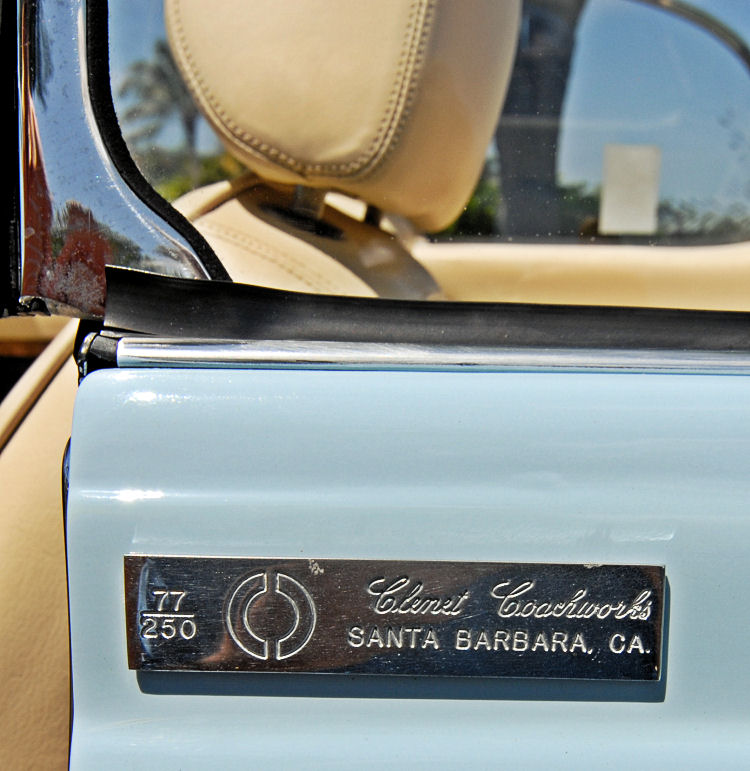 77
250
Clenet Coachworks
SANTA BARBARA, CA.